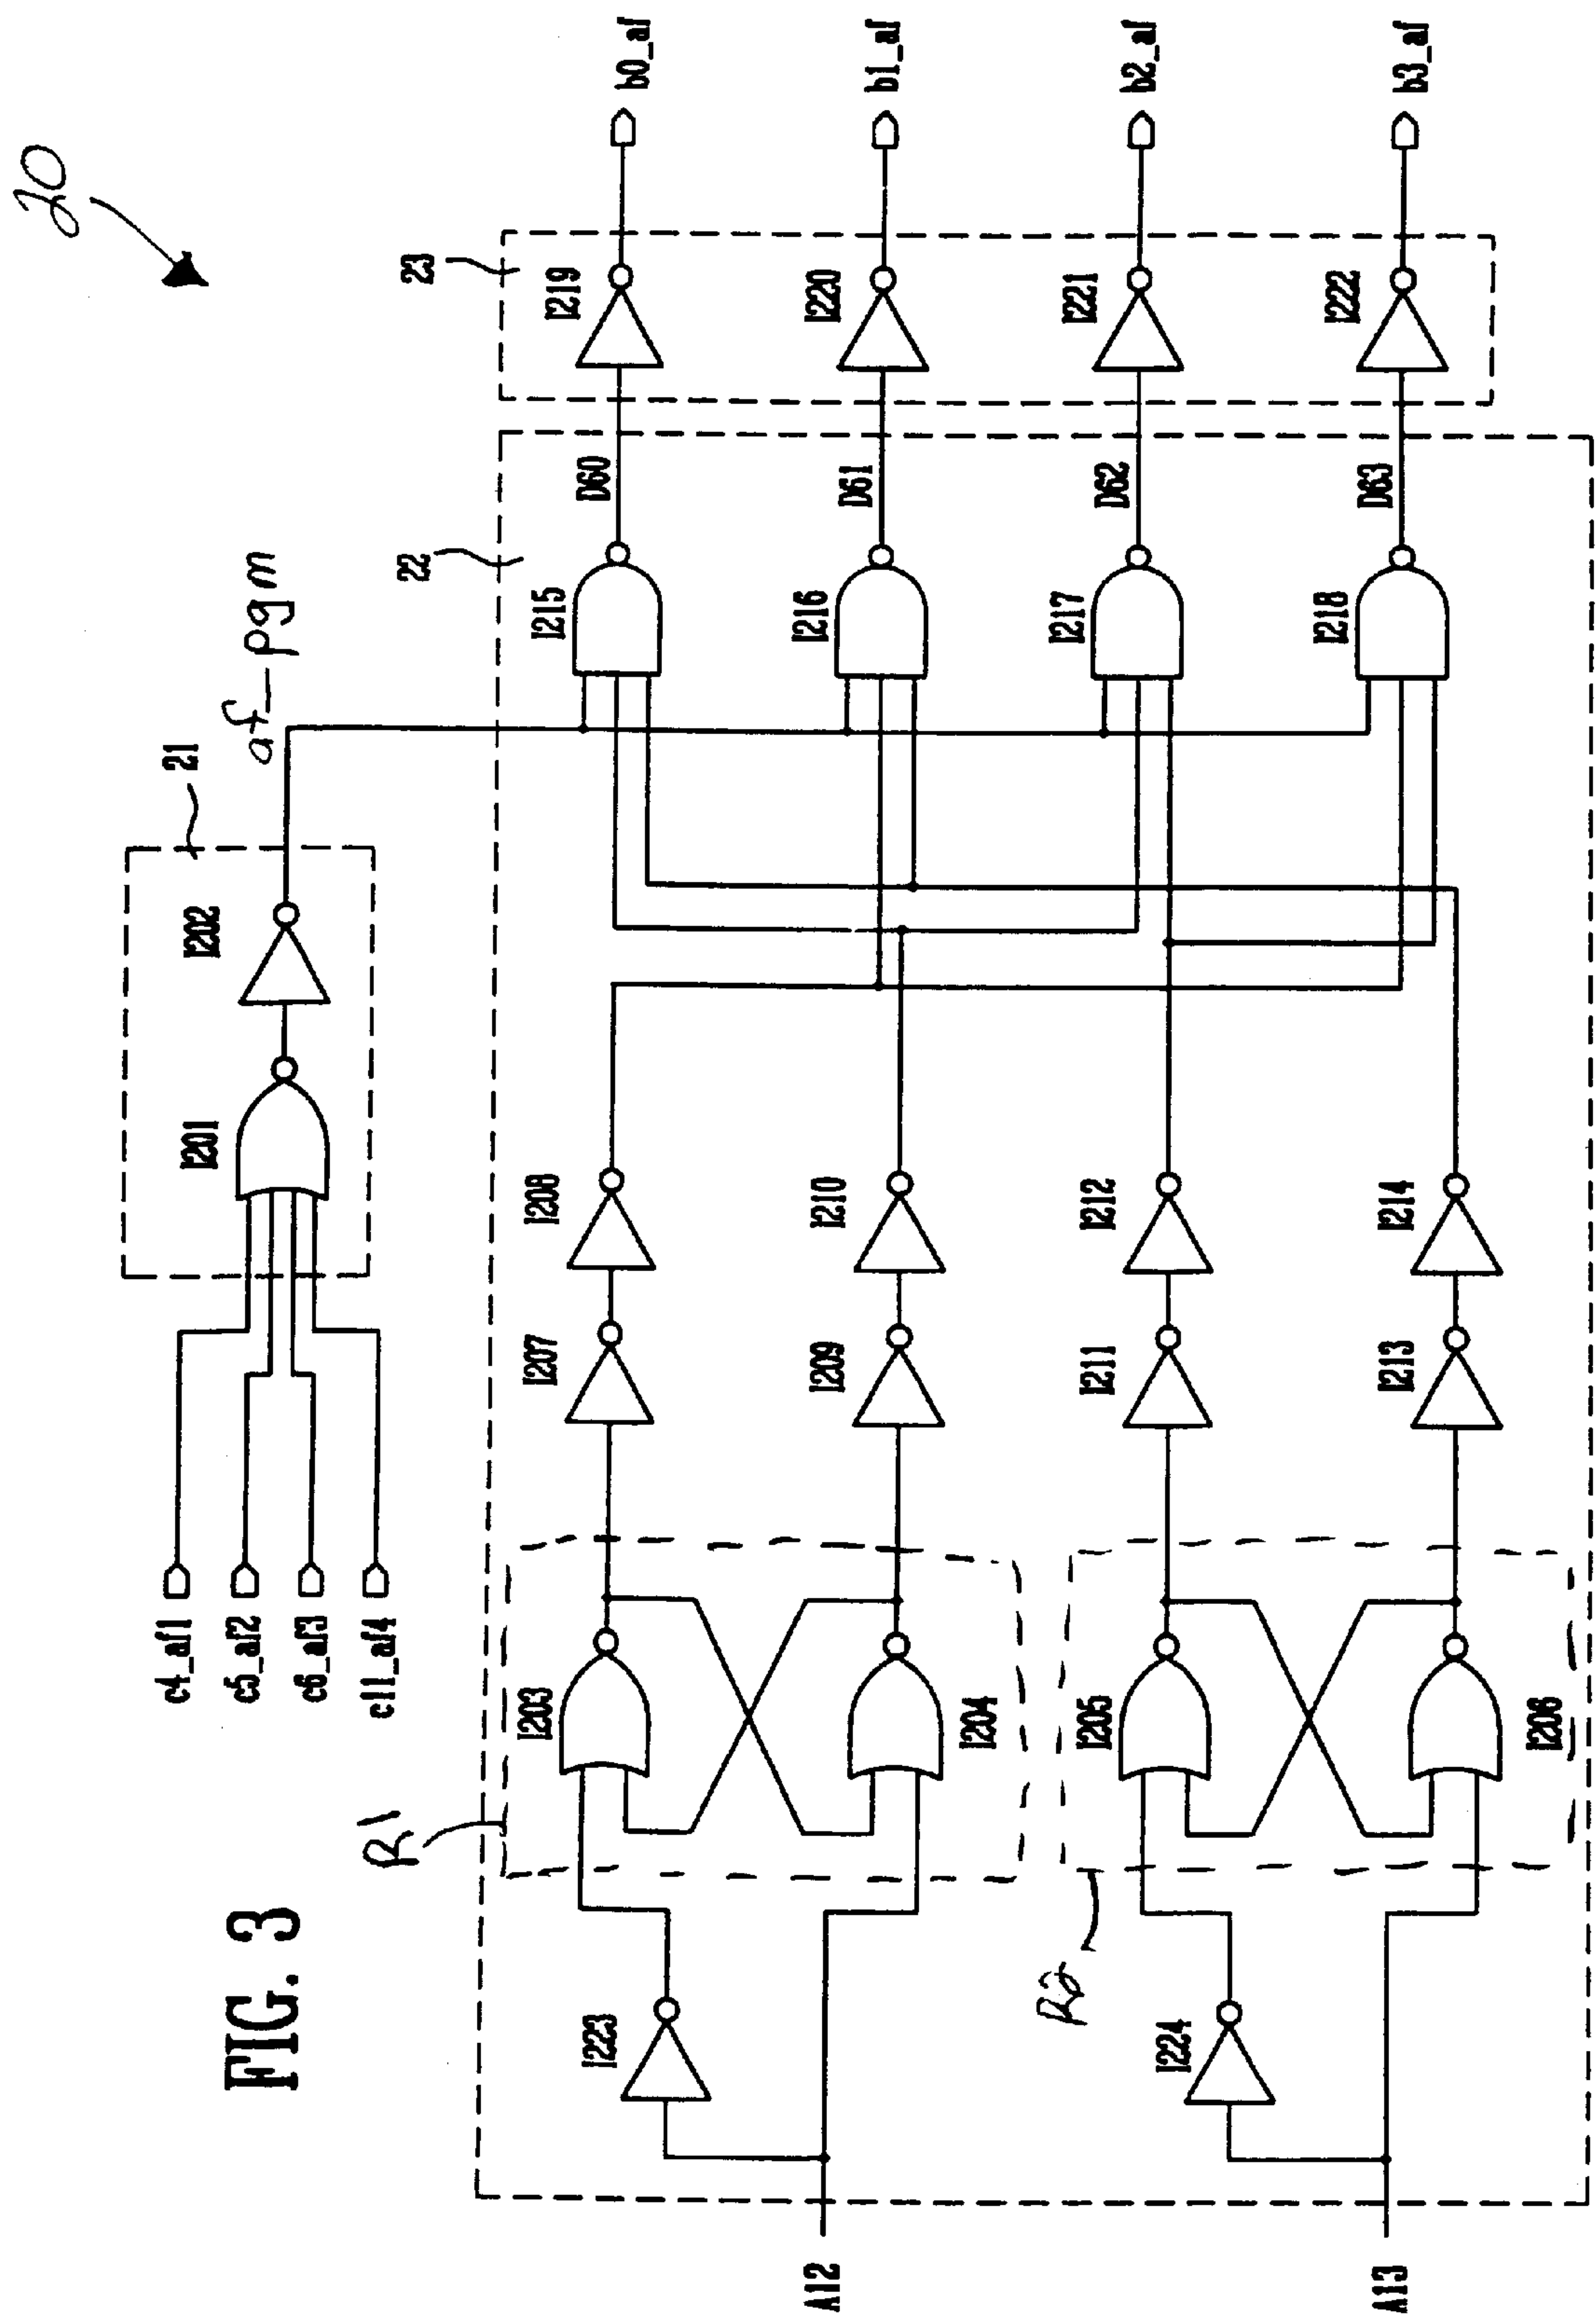 FIG. 3
20
c4_af1
c5_af2
c6_af3
c11_af4
I201
I202
21
af_pgm
22
23
R1
R2
A12
A13
I223
I224
I203
I204
I205
I206
I207
I208
I209
I210
I211
I212
I213
I214
I215
I216
I217
I218
D60
D61
D62
D63
I219
I220
I221
I222
b0_af
b1_af
b2_af
b3_af